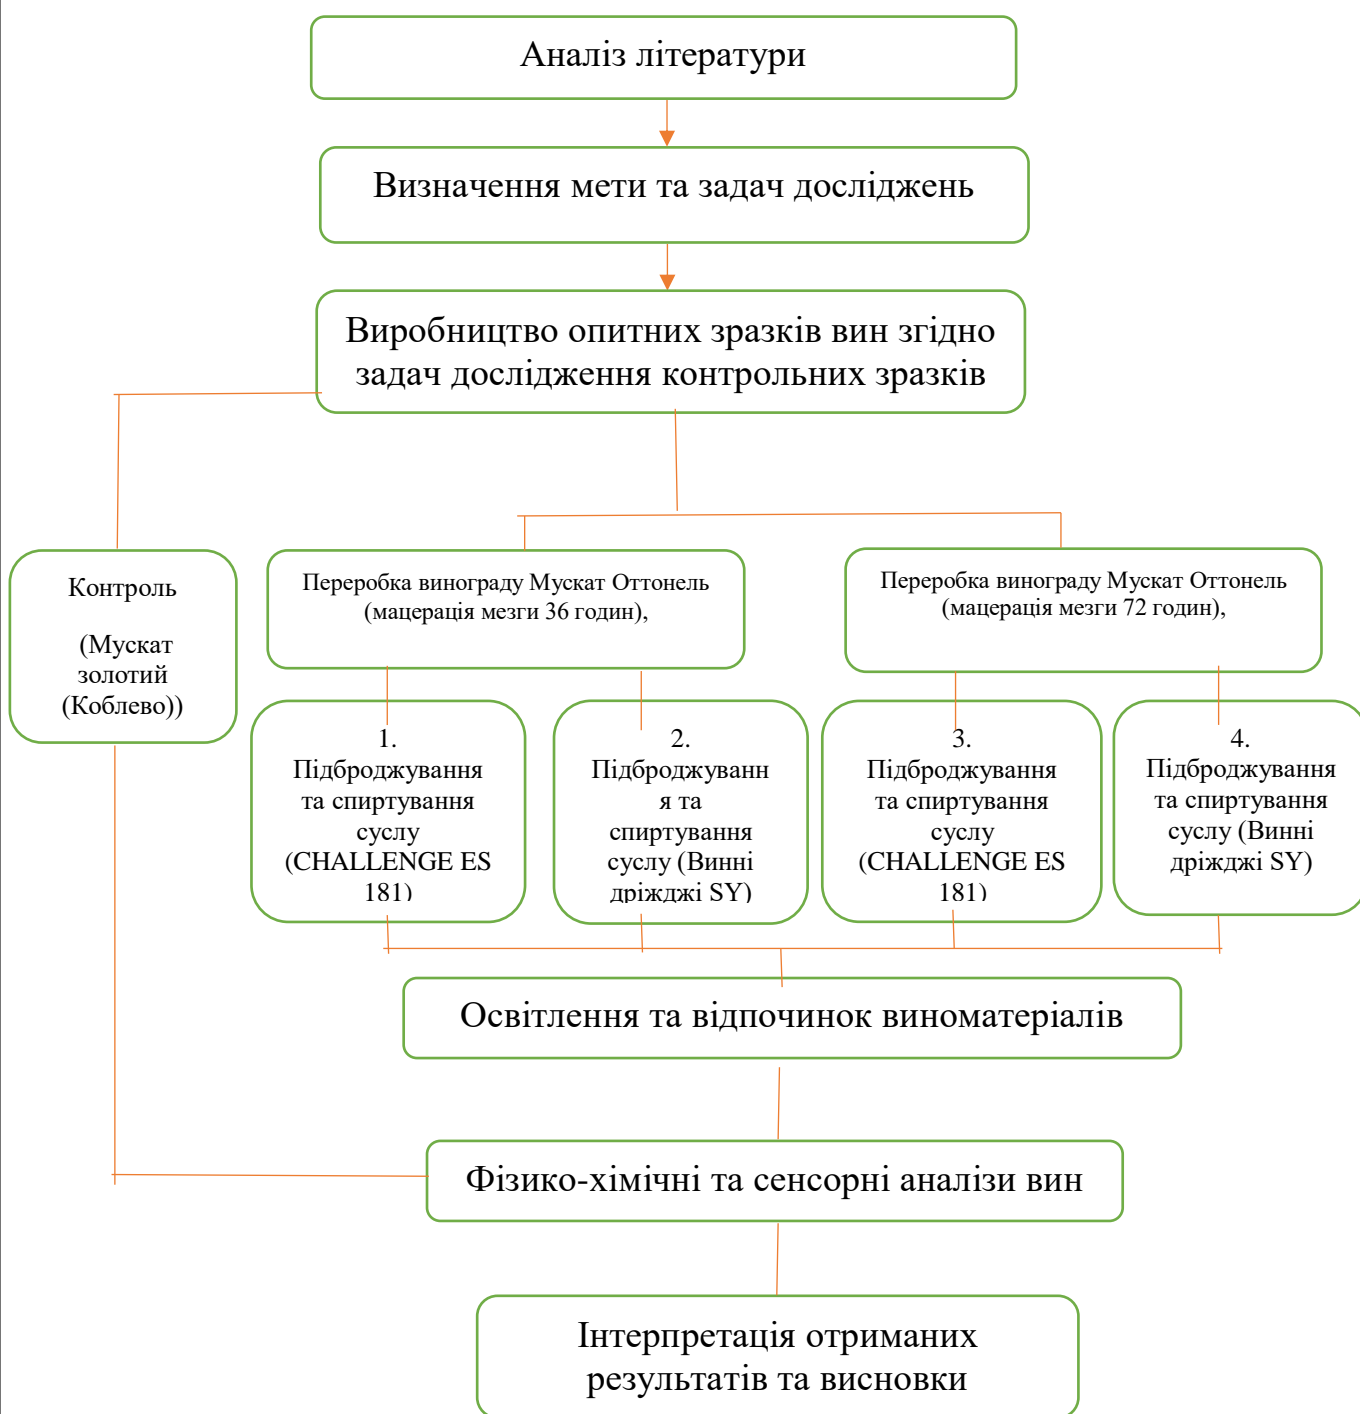 Аналіз літератури
Визначення мети та задач досліджень
Виробництво опитних зразків вин згідно
задач дослідження контрольних зразків
Контроль
(Мускат
золотий
(Коблево))
Переробка винограду Мускат Оттонель
(мацерація мезги 36 годин),
Переробка винограду Мускат Оттонель
(мацерація мезги 72 годин),
1.
Підброджування
та спиртування
суслу
(CHALLENGE ES
181)
2.
Підброджуванн
я та
спиртування
суслу (Винні
дріжджі SY)
3.
Підброджування
та спиртування
суслу
(CHALLENGE ES
181)
4.
Підброджування
та спиртування
суслу (Винні
дріжджі SY)
Освітлення та відпочинок виноматеріалів
Фізико-хімічні та сенсорні аналізи вин
Інтерпретація отриманих
результатів та висновки